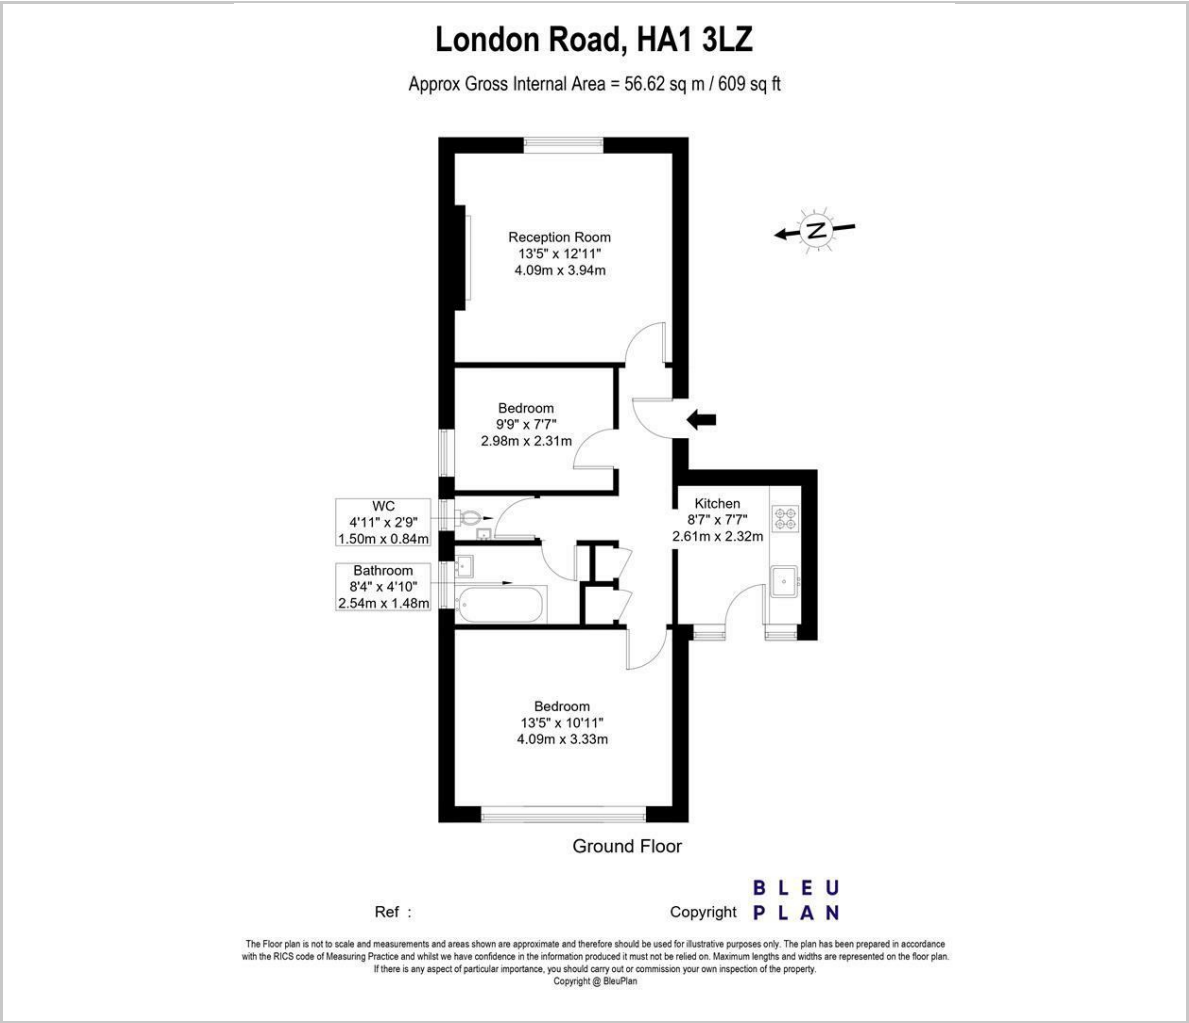 London Road, HA1 3LZ
Approx Gross Internal Area = 56.62 sq m / 609 sq ft
N
Reception Room
13'5" x 12'11"
4.09m x 3.94m
Bedroom
9'9" x 7'7"
2.98m x 2.31m
WC
4'11" x 2'9"
1.50m x 0.84m
Kitchen
8'7" x 7'7"
2.61m x 2.32m
Bathroom
8'4" x 4'10"
2.54m x 1.48m
Bedroom
13'5" x 10'11"
4.09m x 3.33m
Ground Floor
Ref :
Copyright
BLEU
PLAN
The Floor plan is not to scale and measurements and areas shown are approximate and therefore should be used for illustrative purposes only. The plan has been prepared in accordance
with the RICS code of Measuring Practice and whilst we have confidence in the information produced it must not be relied on. Maximum lengths and widths are represented on the floor plan.
If there is any aspect of particular importance, you should carry out or commission your own inspection of the property.
Copyright @ BleuPlan